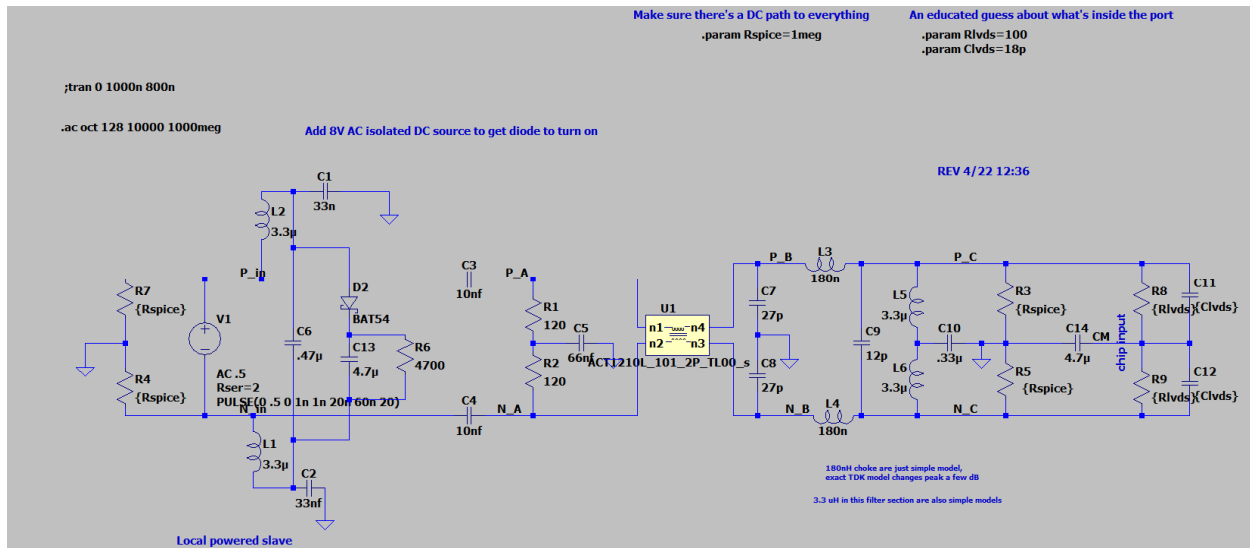 Make sure there's a DC path to everything
An educated guess about what's inside the port
.param Rspice=1meg
.param Rlvds=100
.param Clvds=18p
;tran 0 1000n 800n
.ac oct 128 10000 1000meg
Add 8V AC isolated DC source to get diode to turn on
REV 4/22 12:36
C1
33n
L2
3.3µ
P_in
R7
{Rspice}
V1
AC .5
Rser=2
PULSE(0 .5 0 1n 1n 20n 60n 20)
R4
{Rspice}
N_in
L1
3.3µ
C2
33nf
C6
.47µ
D2
BAT54
C13
4.7µ
R6
4700
C3
10nf
C4
10nf
P_A
R1
120
C5
66nf
R2
120
N_A
U1
n1
n4
n2
n3
ACT1210L_101_2P_TL00_s
P_B
C7
27p
C8
27p
N_B
L3
180n
L4
180n
C9
12p
P_C
L5
3.3µ
C10
.33µ
L6
3.3µ
N_C
R3
{Rspice}
R5
{Rspice}
C14
4.7µ
CM
chip input
R8
{Rlvds}
C11
{Clvds}
R9
{Rlvds}
C12
{Clvds}
180nH choke are just simple model,
exact TDK model changes peak a few dB
3.3 uH in this filter section are also simple models
Local powered slave